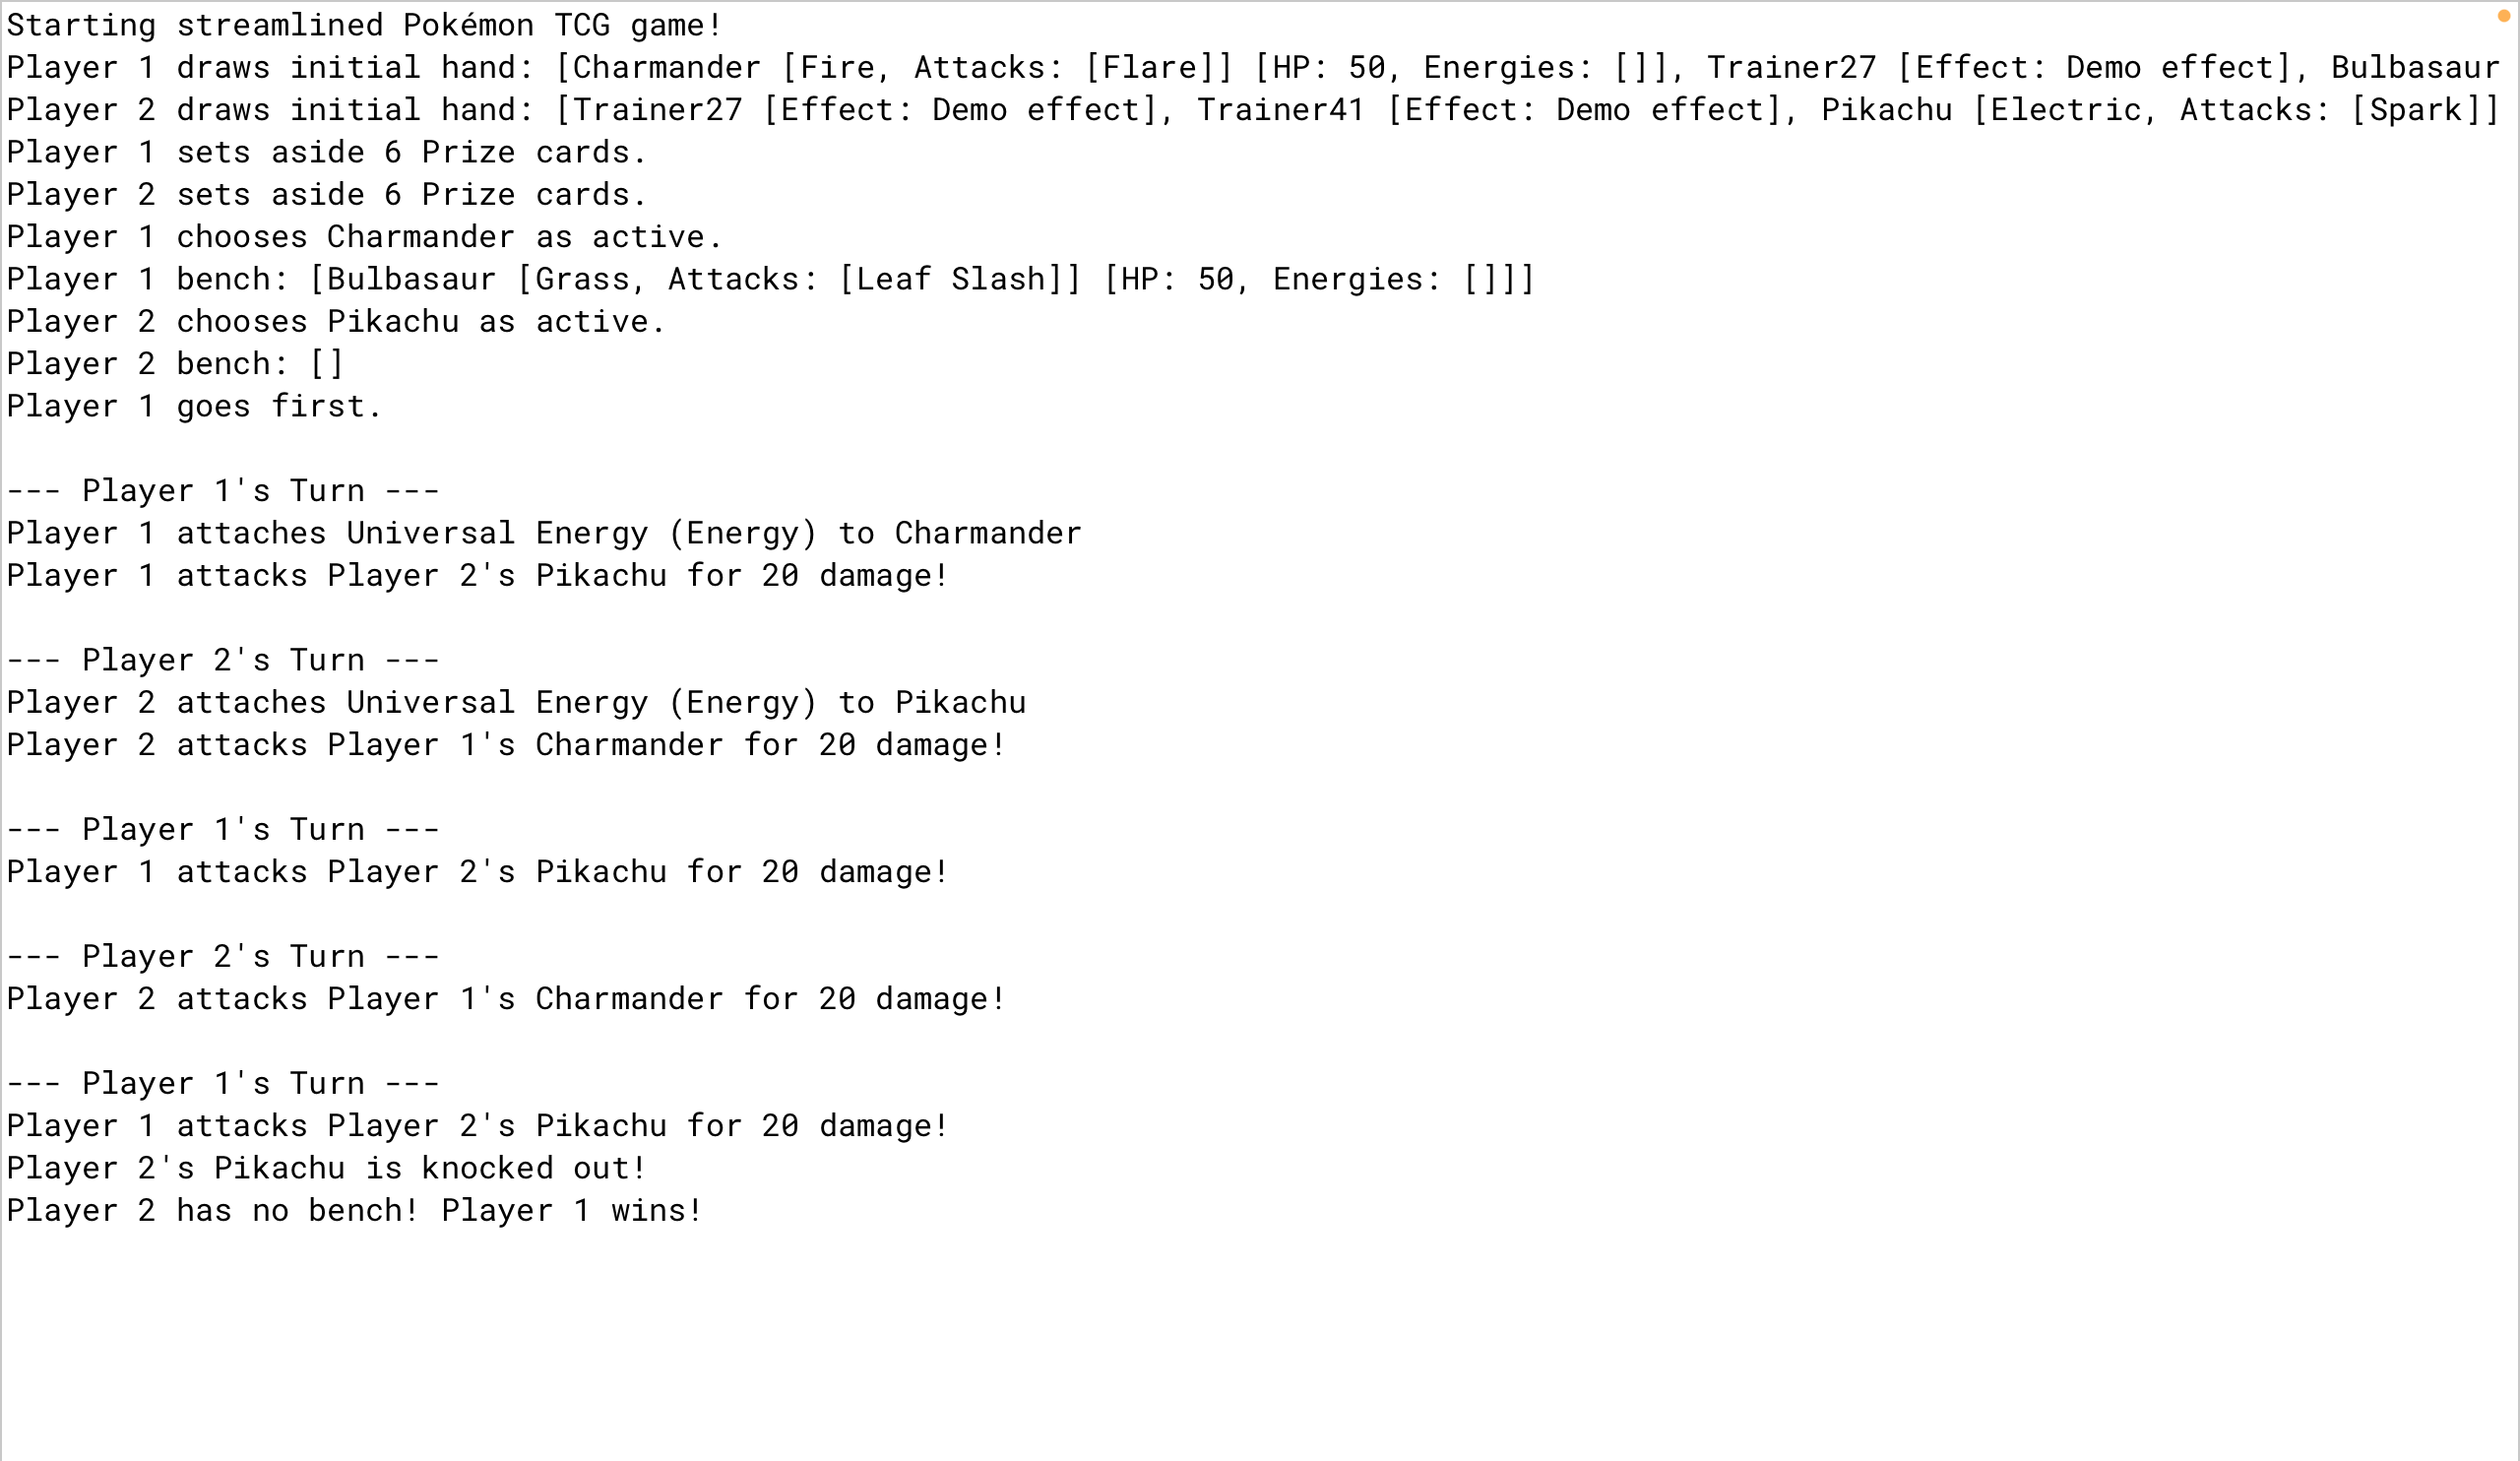 Starting streamlined Pokémon TCG game!
Player 1 draws initial hand: [Charmander [Fire, Attacks: [Flare]] [HP: 50, Energies: []], Trainer27 [Effect: Demo effect], Bulbasaur
Player 2 draws initial hand: [Trainer27 [Effect: Demo effect], Trainer41 [Effect: Demo effect], Pikachu [Electric, Attacks: [Spark]]
Player 1 sets aside 6 Prize cards.
Player 2 sets aside 6 Prize cards.
Player 1 chooses Charmander as active.
Player 1 bench: [Bulbasaur [Grass, Attacks: [Leaf Slash]] [HP: 50, Energies: []]]
Player 2 chooses Pikachu as active.
Player 2 bench: []
Player 1 goes first.

--- Player 1's Turn ---
Player 1 attaches Universal Energy (Energy) to Charmander
Player 1 attacks Player 2's Pikachu for 20 damage!

--- Player 2's Turn ---
Player 2 attaches Universal Energy (Energy) to Pikachu
Player 2 attacks Player 1's Charmander for 20 damage!

--- Player 1's Turn ---
Player 1 attacks Player 2's Pikachu for 20 damage!

--- Player 2's Turn ---
Player 2 attacks Player 1's Charmander for 20 damage!

--- Player 1's Turn ---
Player 1 attacks Player 2's Pikachu for 20 damage!
Player 2's Pikachu is knocked out!
Player 2 has no bench! Player 1 wins!